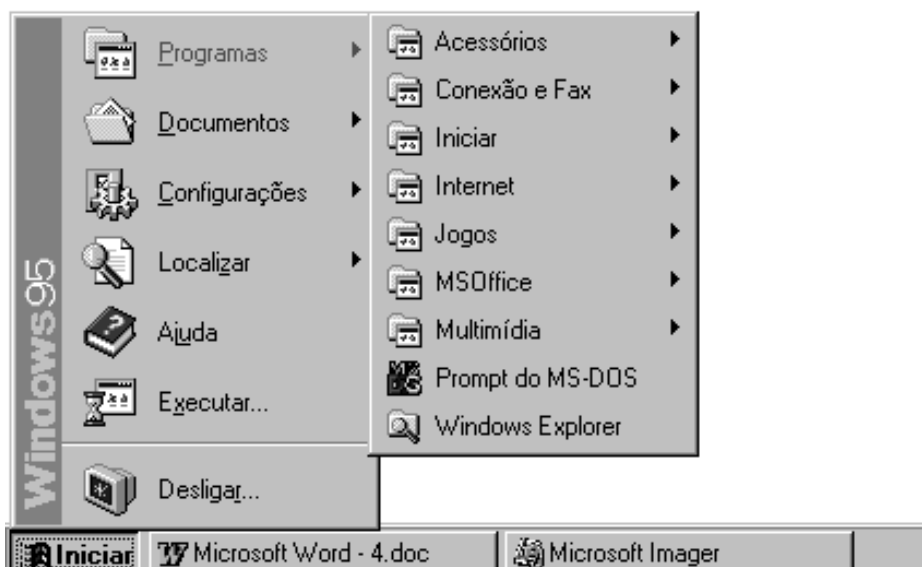 Windows95
Programas
Documentos
Configurações
Localizar
Ajuda
Executar...
Desligar...
Acessórios
Conexão e Fax
Iniciar
Internet
Jogos
MSOffice
Multimídia
Prompt do MS-DOS
Windows Explorer
Iniciar
Microsoft Word - 4.doc
Microsoft Imager